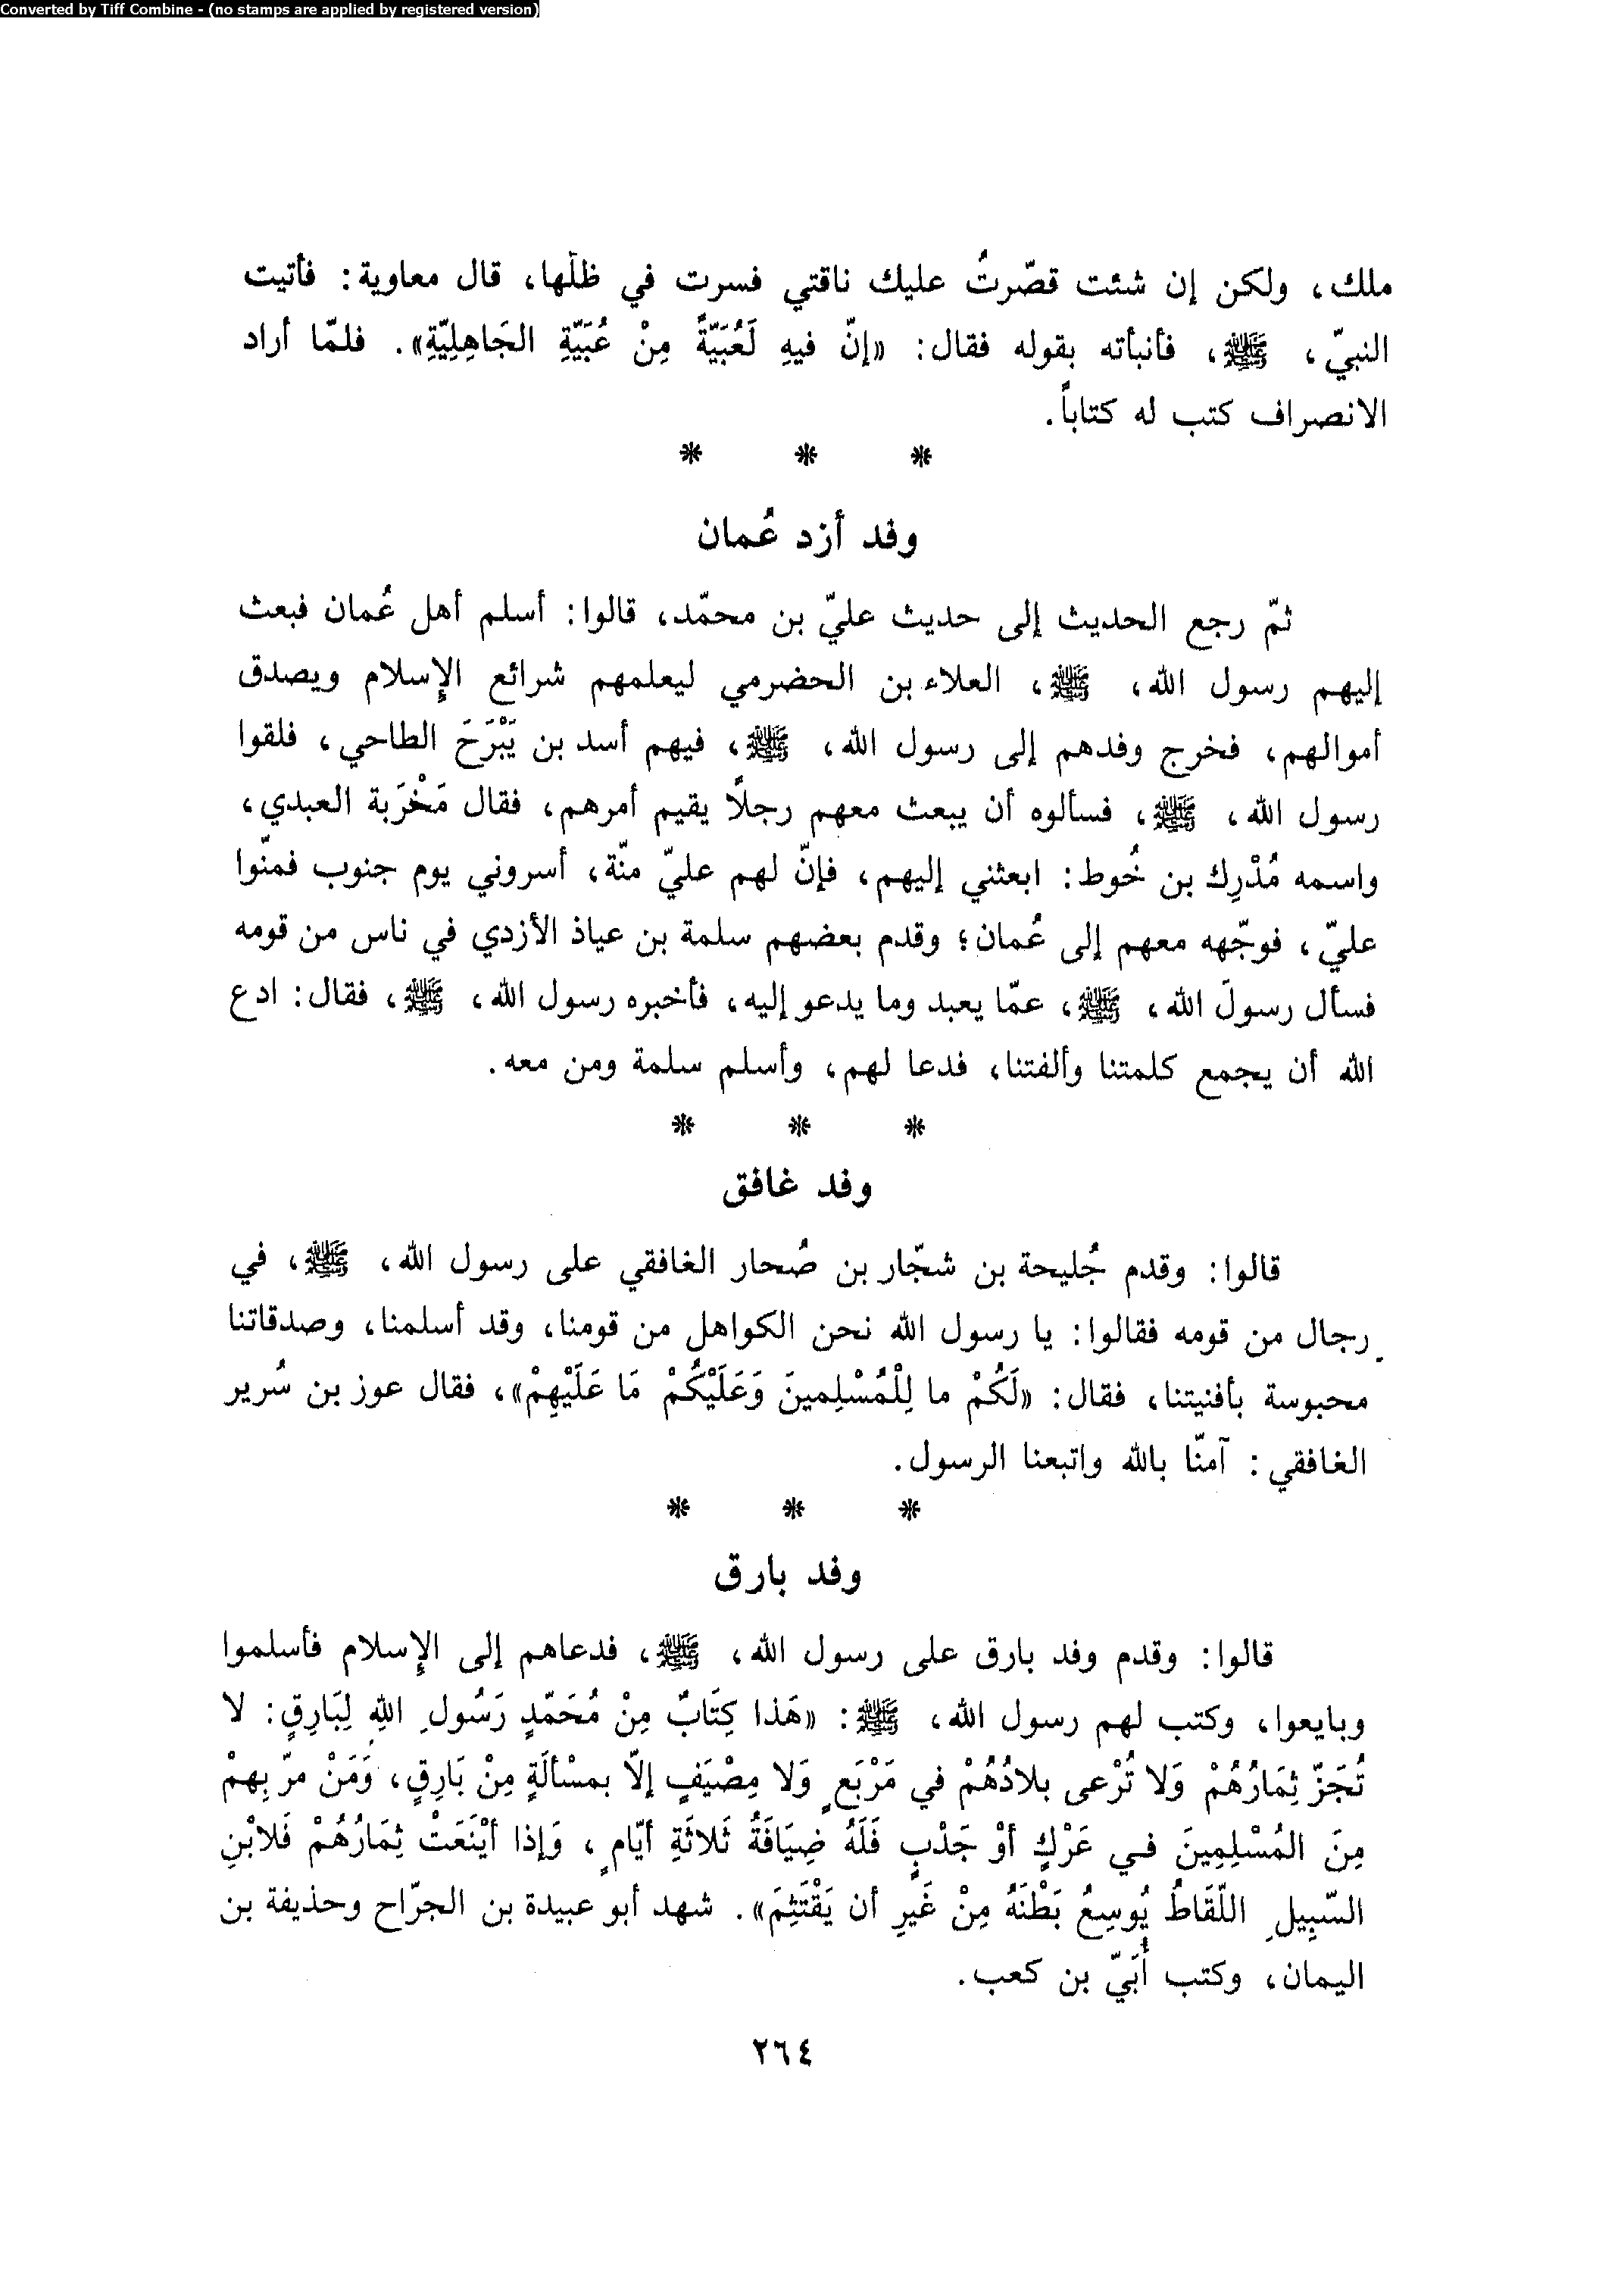 Converted by Tiff Combine - (no stamps are applied by registered version)
ملك، ولكن إن شئت قصّرتُ عليك ناقتي فسرت في ظلّها، قال معاوية: فأتيت
النبيّ، ﷺ، فأنبأته بقوله فقال: «إنّ فيهِ لَعُبَيّةً مِنْ عُبَيّةِ الجَاهِلِيّةِ». فلمّا أراد
الانصراف كتب له كتاباً.
* * *
وفد أزد عُمان
ثمّ رجع الحديث إلى حديث عليّ بن محمّد، قالوا: أسلم أهل عُمان فبعث
إليهم رسول الله، ﷺ، العلاء بن الحضرمي ليعلمهم شرائع الإسلام ويصدق
أموالهم، فخرج وفدهم إلى رسول الله، ﷺ، فيهم أسد بن يَبْرَحَ الطاحي، فلقوا
رسول الله، ﷺ، فسألوه أن يبعث معهم رجلًا يقيم أمرهم، فقال مَخْرَبة العبدي،
واسمه مُدْرِك بن خُوط: ابعثني إليهم، فإنّ لهم عليّ منّة، أسروني يوم جنوب فمنّوا
عليّ، فوجّهه معهم إلى عُمان؛ وقدم بعضهم سلمة بن عياذ الأزدي في ناس من قومه
فسأل رسولَ الله، ﷺ، عمّا يعبد وما يدعو إليه، فأخبره رسول الله، ﷺ، فقال: ادع
الله أن يجمع كلمتنا وألفتنا، فدعا لهم، وأسلم سلمة ومن معه.
* * *
وفد غافق
قالوا: وقدم جُليحة بن شجّار بن صُحار الغافقي على رسول الله، ﷺ، في
رجال من قومه فقالوا: يا رسول الله نحن الكواهل من قومنا، وقد أسلمنا، وصدقاتنا
محبوسة بأفنيتنا، فقال: «لَكُمْ ما لِلْمُسْلِمينَ وَعَلَيْكُمْ مَا عَلَيْهِمْ»، فقال عوز بن سُرير
الغافقي: آمنّا بالله واتبعنا الرسول.
* * *
وفد بارق
قالوا: وقدم وفد بارق على رسول الله، ﷺ، فدعاهم إلى الإسلام فأسلموا
وبايعوا، وكتب لهم رسول الله، ﷺ: «هَذا كِتَابٌ مِنْ مُحَمّدٍ رَسُولِ اللهِ لِبَارِقٍ: لا
تُجَزّ ثِمَارُهُمْ وَلا تُرْعى بلادُهُمْ في مَرْبَعٍ وَلا مِصْيَفٍ إلاّ بمسْألَةٍ مِنْ بَارِقٍ، وَمَنْ مرّ بِهمْ
مِنَ المُسْلِمِينَ في عَرْكٍ أوْ جَدْبٍ فَلَهُ ضِيَافَةُ ثَلاثَةِ أيّامٍ، وَإذا أيْنَعَتْ ثِمَارُهُمْ فَلابْنِ
السّبِيلِ اللّقَاطُ يُوسِعُ بَطْنَهُ مِنْ غَيرِ أن يَقْتَثِمَ». شهد أبو عبيدة بن الجرّاح وحذيفة بن
اليمان، وكتب أُبَيّ بن كعب.
٢٦٤